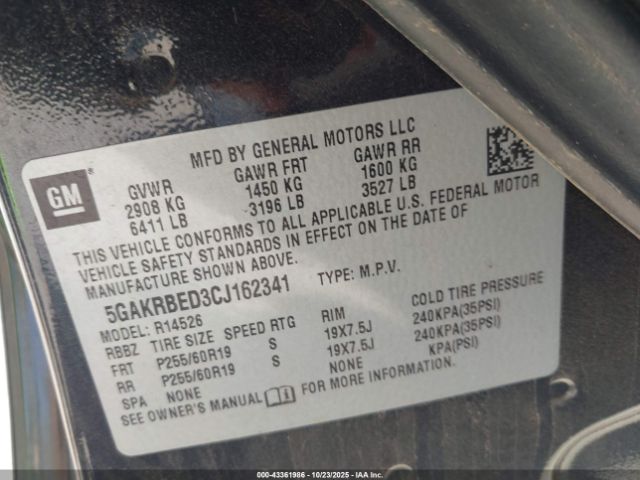 MFD BY GENERAL MOTORS LLC
GM
GVWR GAWR FRT GAWR RR
2908 KG 1450 KG 1600 KG
6411 LB 3196 LB 3527 LB
THIS VEHICLE CONFORMS TO ALL APPLICABLE U.S. FEDERAL MOTOR
VEHICLE SAFETY STANDARDS IN EFFECT ON THE DATE OF
MANUFACTURE SHOWN ABOVE.
5GAKRBED3CJ162341 TYPE: M.P.V.
MODEL: R14526
RBBZ TIRE SIZE SPEED RTG RIM COLD TIRE PRESSURE
FRT P255/60R19 S 19X7.5J 240KPA(35PSI)
RR P255/60R19 S 19X7.5J 240KPA(35PSI)
SPA NONE NONE KPA(PSI)
SEE OWNER'S MANUAL FOR MORE INFORMATION.
000-43361986 - 10/23/2025 - IAA Inc.